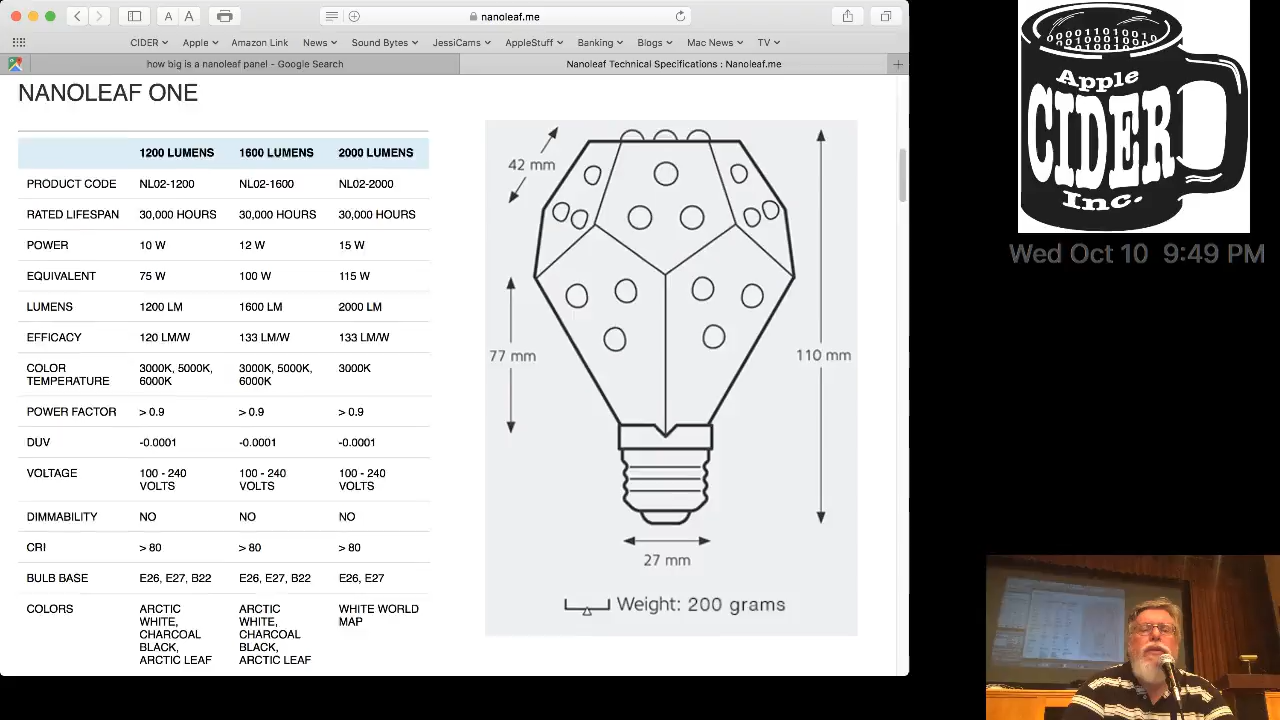 nanoleaf.me
CIDER Apple Amazon Link News Sound Bytes JessiCams AppleStuff Banking Blogs Mac News TV
how big is a nanoleaf panel - Google Search
Nanoleaf Technical Specifications : Nanoleaf.me
NANOLEAF ONE
1200 LUMENS 1600 LUMENS 2000 LUMENS
PRODUCT CODE NL02-1200 NL02-1600 NL02-2000
RATED LIFESPAN 30,000 HOURS 30,000 HOURS 30,000 HOURS
POWER 10 W 12 W 15 W
EQUIVALENT 75 W 100 W 115 W
LUMENS 1200 LM 1600 LM 2000 LM
EFFICACY 120 LM/W 133 LM/W 133 LM/W
COLOR 3000K, 5000K, 3000K, 5000K, 3000K
TEMPERATURE 6000K 6000K
POWER FACTOR > 0.9 > 0.9 > 0.9
DUV -0.0001 -0.0001 -0.0001
VOLTAGE 100 - 240 100 - 240 100 - 240
VOLTS VOLTS VOLTS
DIMMABILITY NO NO NO
CRI > 80 > 80 > 80
BULB BASE E26, E27, B22 E26, E27, B22 E26, E27
COLORS ARCTIC ARCTIC WHITE WORLD
WHITE, WHITE, MAP
CHARCOAL CHARCOAL
BLACK, BLACK,
ARCTIC LEAF ARCTIC LEAF
42 mm
77 mm
110 mm
27 mm
Weight: 200 grams
000011010010
000100100010
10010010
Apple
CIDER
Inc.
Wed Oct 10 9:49 PM